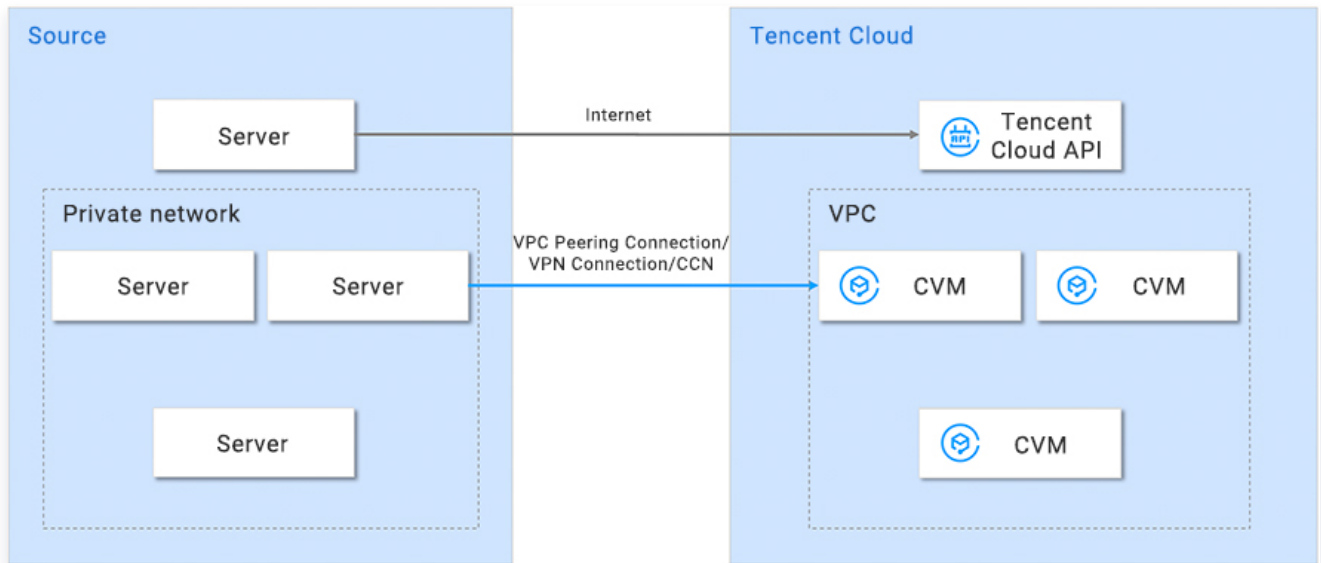 Source
Tencent Cloud
Server
Internet
API
Tencent
Cloud API
Private network
VPC
VPC Peering Connection/
VPN Connection/CCN
Server
Server
CVM
CVM
Server
CVM